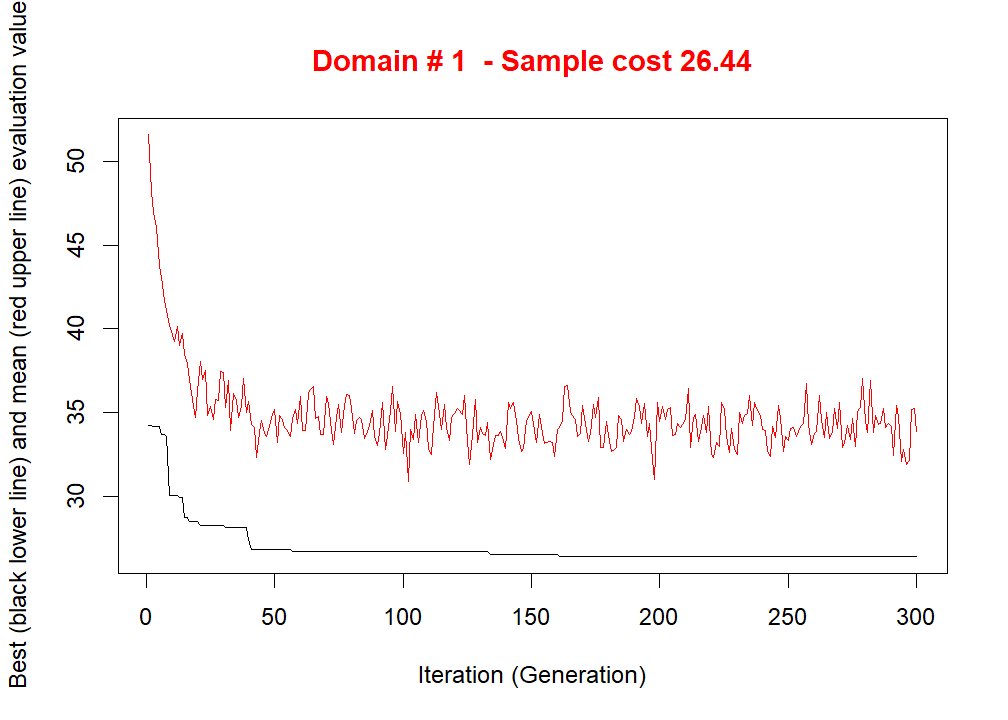 Domain # 1  - Sample cost 26.44
Best (black lower line) and mean (red upper line) evaluation value
50
45
40
35
30
0 50 100 150 200 250 300
Iteration (Generation)